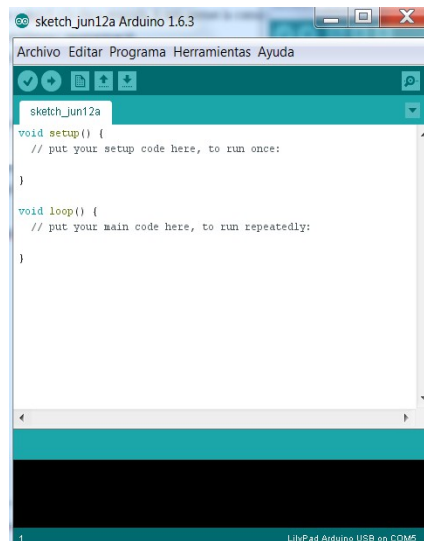 sketch_jun12a Arduino 1.6.3
Archivo Editar Programa Herramientas Ayuda
sketch_jun12a
void setup() {
// put your setup code here, to run once:
}
void loop() {
// put your main code here, to run repeatedly:
}
1 LilyPad Arduino USB on COM5